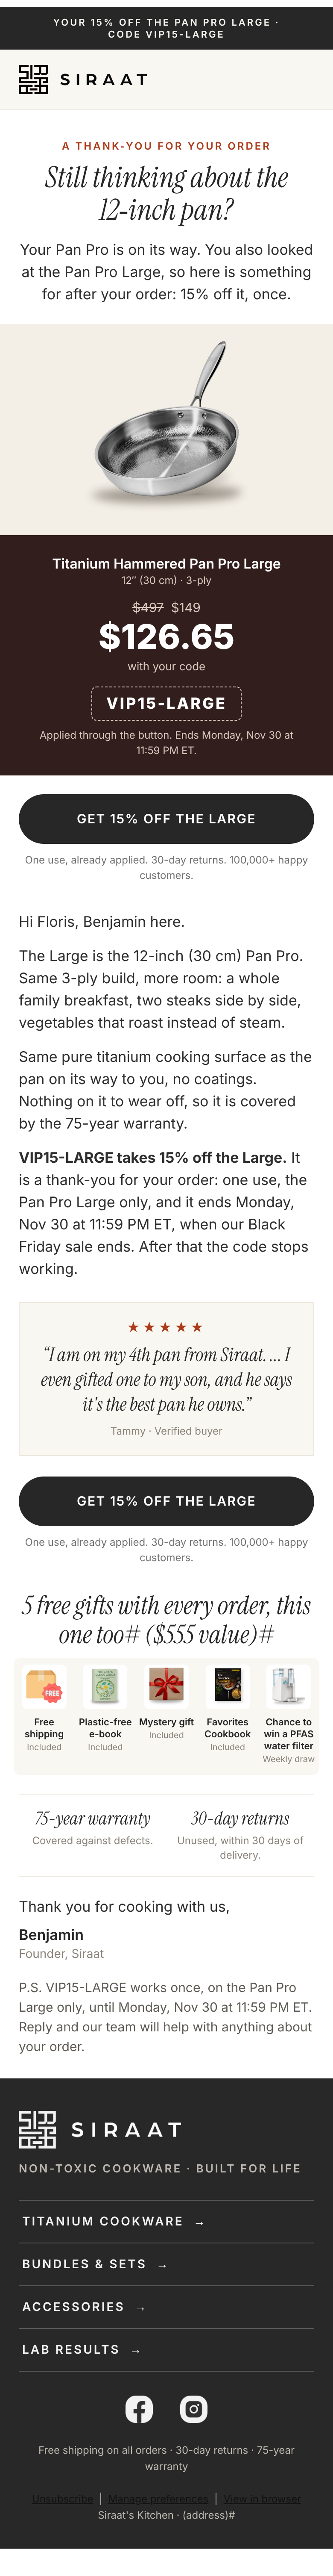 YOUR 15% OFF THE PAN PRO LARGE ·
CODE VIP15-LARGE
SIRAAT
A THANK-YOU FOR YOUR ORDER
Still thinking about the
12-inch pan?
Your Pan Pro is on its way. You also looked
at the Pan Pro Large, so here is something
for after your order: 15% off it, once.
Titanium Hammered Pan Pro Large
12″ (30 cm) · 3-ply
$497 $149
$126.65
with your code
VIP15-LARGE
Applied through the button. Ends Monday, Nov 30 at
11:59 PM ET.
GET 15% OFF THE LARGE
One use, already applied. 30-day returns. 100,000+ happy
customers.
Hi Floris, Benjamin here.
The Large is the 12-inch (30 cm) Pan Pro.
Same 3-ply build, more room: a whole
family breakfast, two steaks side by side,
vegetables that roast instead of steam.
Same pure titanium cooking surface as the
pan on its way to you, no coatings.
Nothing on it to wear off, so it is covered
by the 75-year warranty.
VIP15-LARGE takes 15% off the Large. It
is a thank-you for your order: one use, the
Pan Pro Large only, and it ends Monday,
Nov 30 at 11:59 PM ET, when our Black
Friday sale ends. After that the code stops
working.
★★★★★
“I am on my 4th pan from Siraat. ... I
even gifted one to my son, and he says
it's the best pan he owns.”
Tammy · Verified buyer
GET 15% OFF THE LARGE
One use, already applied. 30-day returns. 100,000+ happy
customers.
5 free gifts with every order, this
one too# ($555 value)#
FREE
Free shipping
Included
Plastic-free e-book
Included
Mystery gift
Included
Favorites Cookbook
Included
Chance to win a PFAS water filter
Weekly draw
75-year warranty
Covered against defects.
30-day returns
Unused, within 30 days of
delivery.
Thank you for cooking with us,
Benjamin
Founder, Siraat
P.S. VIP15-LARGE works once, on the Pan Pro
Large only, until Monday, Nov 30 at 11:59 PM ET.
Reply and our team will help with anything about
your order.
SIRAAT
NON-TOXIC COOKWARE · BUILT FOR LIFE
TITANIUM COOKWARE →
BUNDLES & SETS →
ACCESSORIES →
LAB RESULTS →
Free shipping on all orders · 30-day returns · 75-year
warranty
Unsubscribe | Manage preferences | View in browser
Siraat's Kitchen · (address)#